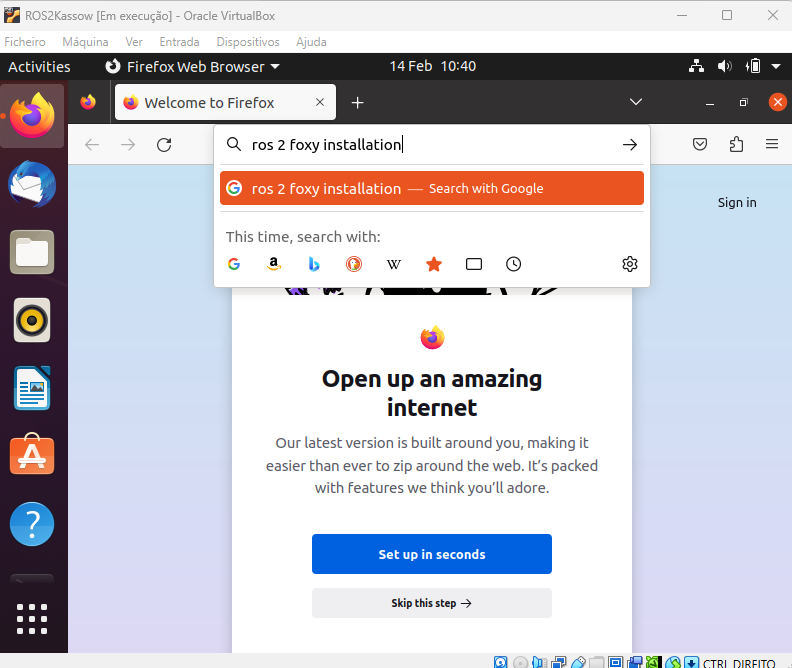 ROS2Kassow [Em execução] - Oracle VirtualBox
Ficheiro Máquina Ver Entrada Dispositivos Ajuda
Activities Firefox Web Browser 14 Feb 10:40
Welcome to Firefox
ros 2 foxy installation
ros 2 foxy installation — Search with Google
Sign in
This time, search with:
Open up an amazing
internet
Our latest version is built around you, making it
easier than ever to zip around the web. It’s packed
with features we think you’ll adore.
Set up in seconds
Skip this step
CTRL DIREITO